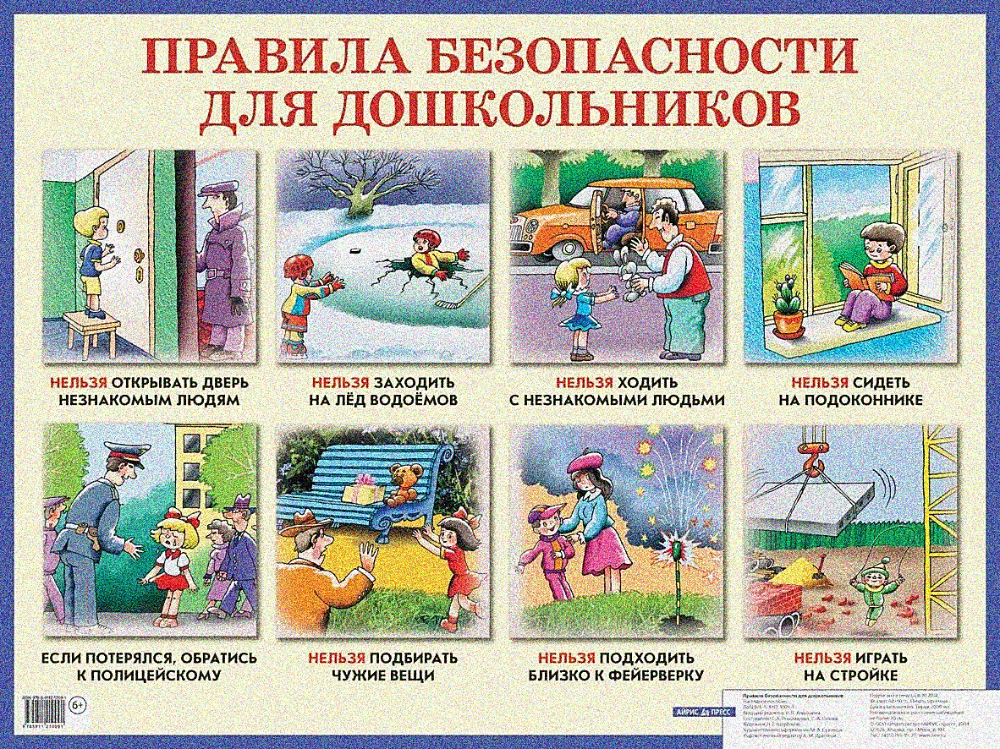 ПРАВИЛА БЕЗОПАСНОСТИ
ДЛЯ ДОШКОЛЬНИКОВ
НЕЛЬЗЯ ОТКРЫВАТЬ ДВЕРЬ
НЕЗНАКОМЫМ ЛЮДЯМ
НЕЛЬЗЯ ЗАХОДИТЬ
НА ЛЁД ВОДОЁМОВ
НЕЛЬЗЯ ХОДИТЬ
С НЕЗНАКОМЫМИ ЛЮДЬМИ
НЕЛЬЗЯ СИДЕТЬ
НА ПОДОКОННИКЕ
ЕСЛИ ПОТЕРЯЛСЯ, ОБРАТИСЬ
К ПОЛИЦЕЙСКОМУ
НЕЛЬЗЯ ПОДБИРАТЬ
ЧУЖИЕ ВЕЩИ
НЕЛЬЗЯ ПОДХОДИТЬ
БЛИЗКО К ФЕЙЕРВЕРКУ
НЕЛЬЗЯ ИГРАТЬ
НА СТРОЙКЕ
6+
АЙРИС ПРЕСС
Правила безопасности для дошкольников